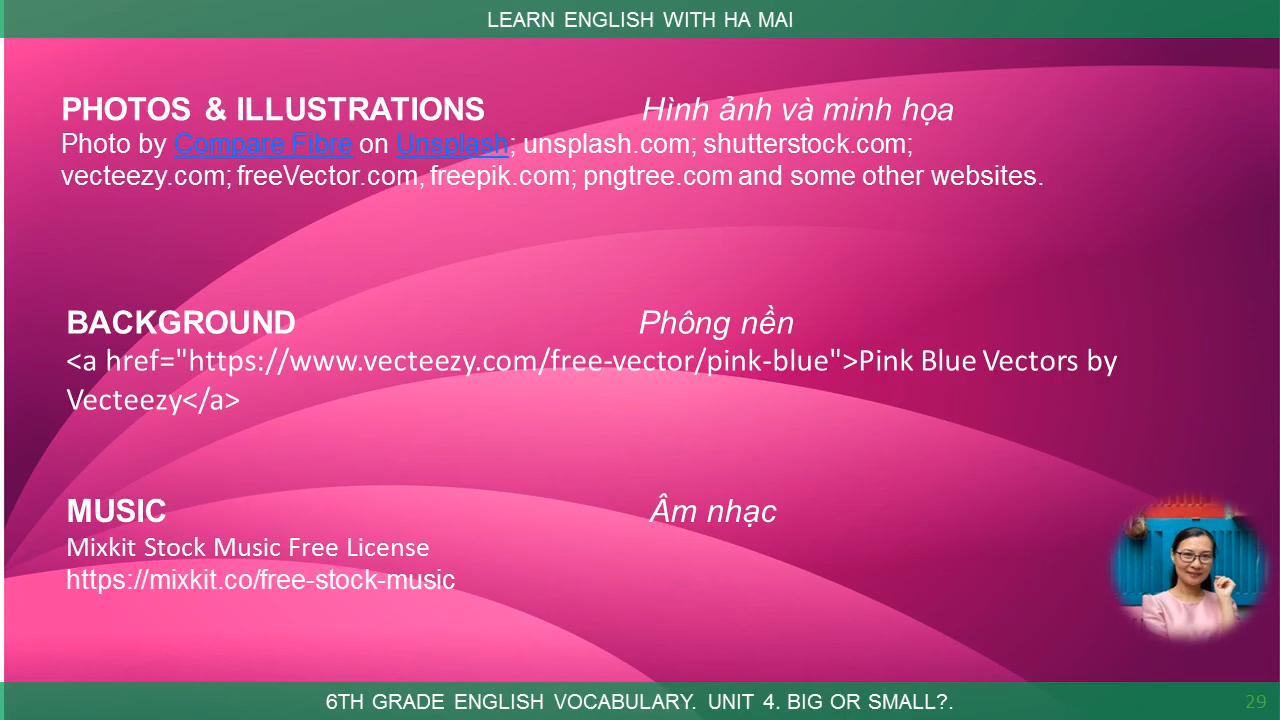 LEARN ENGLISH WITH HA MAI
PHOTOS & ILLUSTRATIONS Hình ảnh và minh họa
Photo by Compare Fibre on Unsplash; unsplash.com; shutterstock.com;
vecteezy.com; freeVector.com, freepik.com; pngtree.com and some other websites.
BACKGROUND Phông nền
<a href="https://www.vecteezy.com/free-vector/pink-blue">Pink Blue Vectors by
Vecteezy</a>
MUSIC Âm nhạc
Mixkit Stock Music Free License
https://mixkit.co/free-stock-music
6TH GRADE ENGLISH VOCABULARY. UNIT 4. BIG OR SMALL?.
29